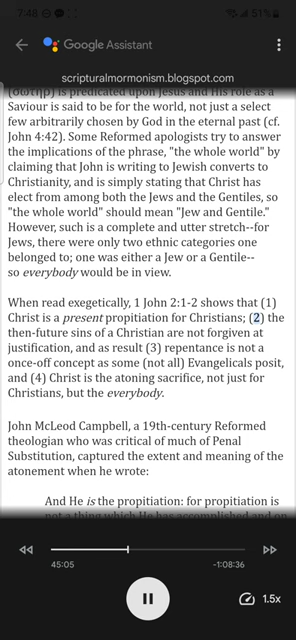 7:48
51%
Google Assistant
scripturalmormonism.blogspot.com
(σωτήρ) is predicated upon Jesus and His role as a
Saviour is said to be for the world, not just a select
few arbitrarily chosen by God in the eternal past (cf.
John 4:42). Some Reformed apologists try to answer
the implications of the phrase, "the whole world" by
claiming that John is writing to Jewish converts to
Christianity, and is simply stating that Christ has
elect from among both the Jews and the Gentiles, so
"the whole world" should mean "Jew and Gentile."
However, such is a complete and utter stretch--for
Jews, there were only two ethnic categories one
belonged to; one was either a Jew or a Gentile--
so everybody would be in view.
When read exegetically, 1 John 2:1-2 shows that (1)
Christ is a present propitiation for Christians; (2) the
then-future sins of a Christian are not forgiven at
justification, and as result (3) repentance is not a
once-off concept as some (not all) Evangelicals posit,
and (4) Christ is the atoning sacrifice, not just for
Christians, but the everybody.
John McLeod Campbell, a 19th-century Reformed
theologian who was critical of much of Penal
Substitution, captured the extent and meaning of the
atonement when he wrote:
And He is the propitiation: for propitiation is
not a thing which He has accomplished and on
45:05
-1:08:36
1.5x